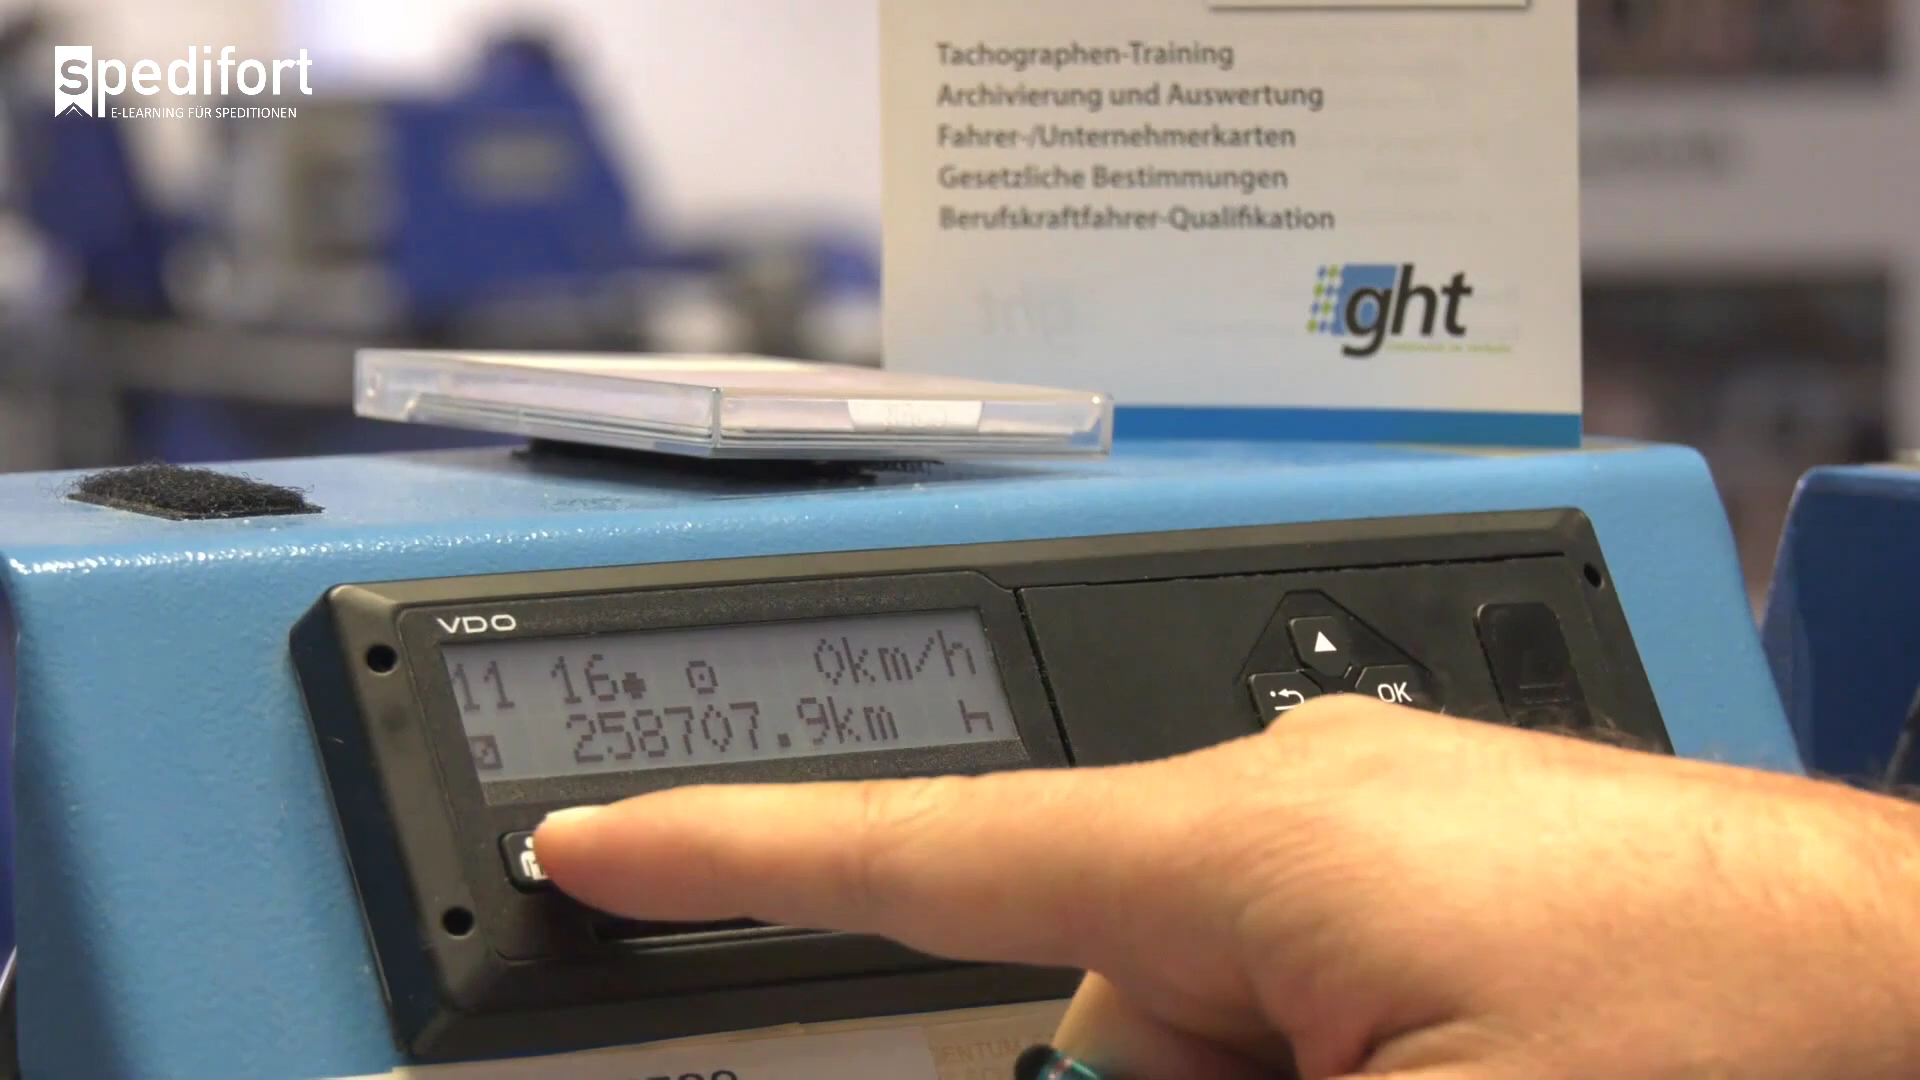 spedifort
E-LEARNING FÜR SPEDITIONEN
Tachographen-Training
Archivierung und Auswertung
Fahrer-/Unternehmerkarten
Gesetzliche Bestimmungen
Berufskraftfahrer-Qualifikation
ght
VDO
11 16 0km/h
258707.9km h
OK